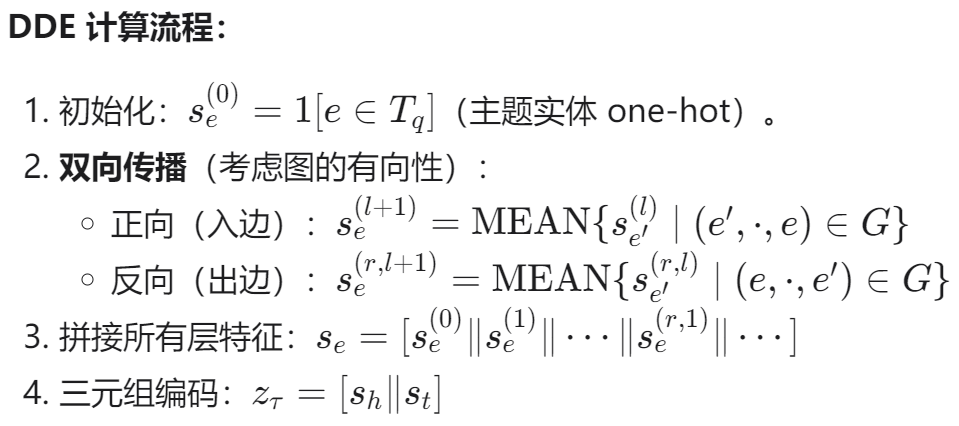 DDE 计算流程：
1. 初始化：$s_e^{(0)} = 1[e \in T_q]$（主题实体 one-hot）。
2. 双向传播（考虑图的有向性）：
○ 正向（入边）：$s_e^{(l+1)} = \mathrm{MEAN}\{s_{e'}^{(l)} \mid (e', \cdot, e) \in G\}$
○ 反向（出边）：$s_e^{(r,l+1)} = \mathrm{MEAN}\{s_{e'}^{(r,l)} \mid (e, \cdot, e') \in G\}$
3. 拼接所有层特征：$s_e = [s_e^{(0)} \| s_e^{(1)} \| \cdots \| s_e^{(r,1)} \| \cdots]$
4. 三元组编码：$z_\tau = [s_h \| s_t]$